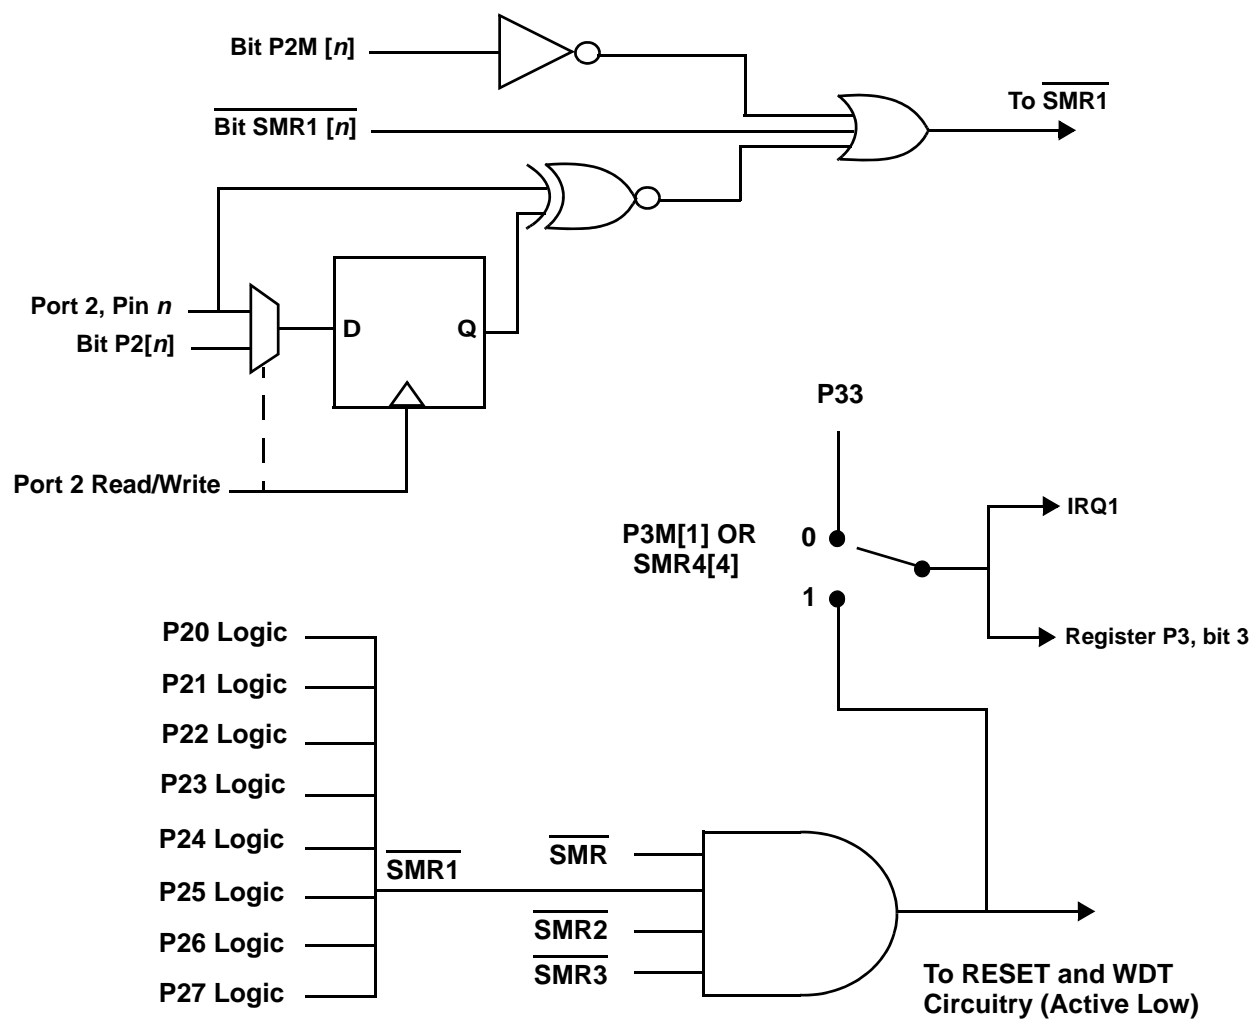 Bit P2M [n]
Bit SMR1 [n]
To SMR1
Port 2, Pin n
Bit P2[n]
D
Q
Port 2 Read/Write
P33
P3M[1] OR
SMR4[4]
0
1
IRQ1
Register P3, bit 3
P20 Logic
P21 Logic
P22 Logic
P23 Logic
P24 Logic
P25 Logic
P26 Logic
P27 Logic
SMR1
SMR
SMR2
SMR3
To RESET and WDT
Circuitry (Active Low)